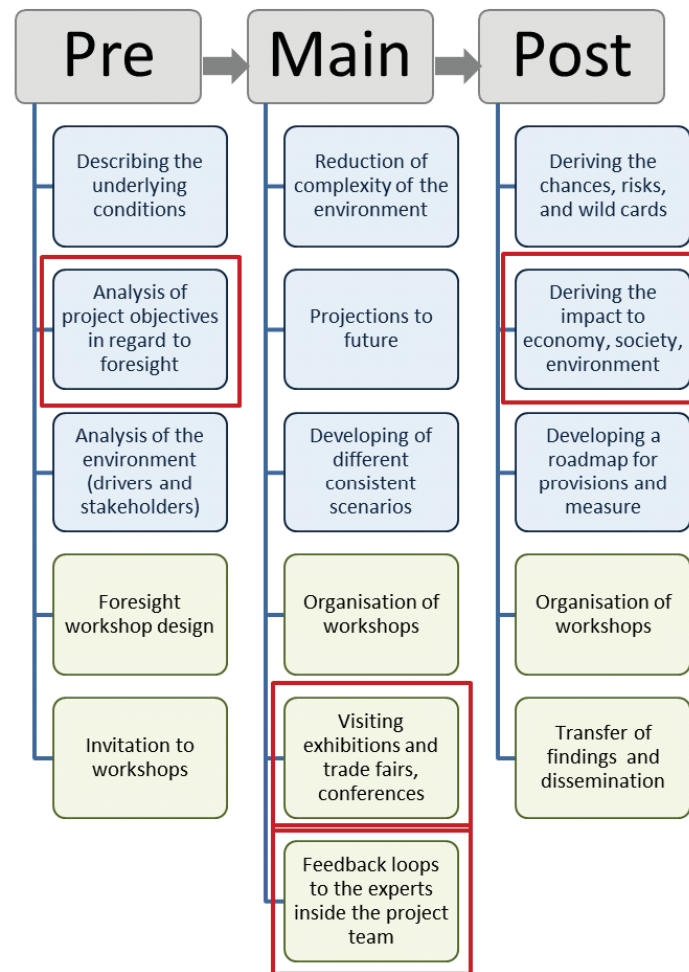 Pre
Main
Post
Describing the
underlying
conditions
Analysis of
project objectives
in regard to
foresight
Analysis of the
environment
(drivers and
stakeholders)
Foresight
workshop design
Invitation to
workshops
Reduction of
complexity of the
environment
Projections to
future
Developing of
different
consistent
scenarios
Organisation of
workshops
Visiting
exhibitions and
trade fairs,
conferences
Feedback loops
to the experts
inside the project
team
Deriving the
chances, risks,
and wild cards
Deriving the
impact to
economy, society,
environment
Developing a
roadmap for
provisions and
measure
Organisation of
workshops
Transfer of
findings and
dissemination